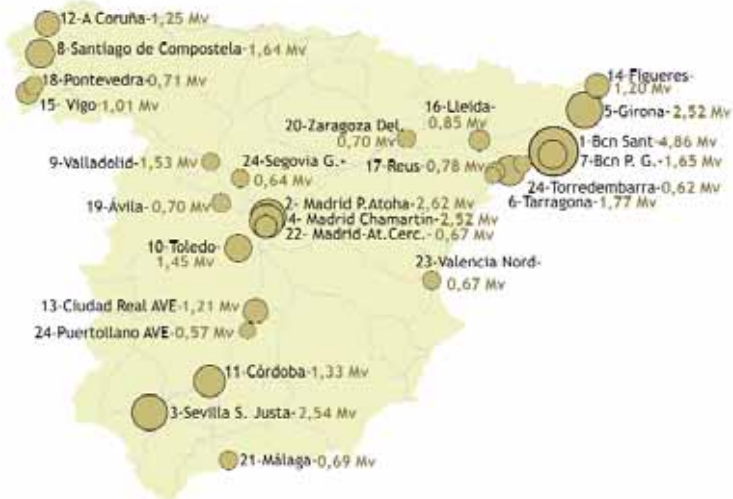 12-A Coruña-1,25 Mv
8-Santiago de Compostela-1,64 Mv
18-Pontevedra-0,71 Mv
15- Vigo-1,01 Mv
14-Figueres-
1,20 Mv
16-Lleida-
0,85 Mv
5-Girona-2,52 Mv
20-Zaragoza Del.
0,70 Mv
1-Bcn Sant-4,86 Mv
9-Valladolid-1,53 Mv
24-Segovia G.-
0,64 Mv
17-Reus-0,78 Mv
7-Bcn P. G.-1,65 Mv
24-Torredembarra-0,62 Mv
6-Tarragona-1,77 Mv
19-Ávila-0,70 Mv
2- Madrid P.Atoha-2,62 Mv
4- Madrid Chamartín-2,52 Mv
22- Madrid-At.Cerc.-0,67 Mv
10-Toledo-
1,45 Mv
23-Valencia Nord-
0,67 Mv
13-Ciudad Real AVE-1,21 Mv
24-Puertollano AVE-0,57 Mv
11-Córdoba-1,33 Mv
3-Sevilla S. Justa-2,54 Mv
21-Málaga-0,69 Mv